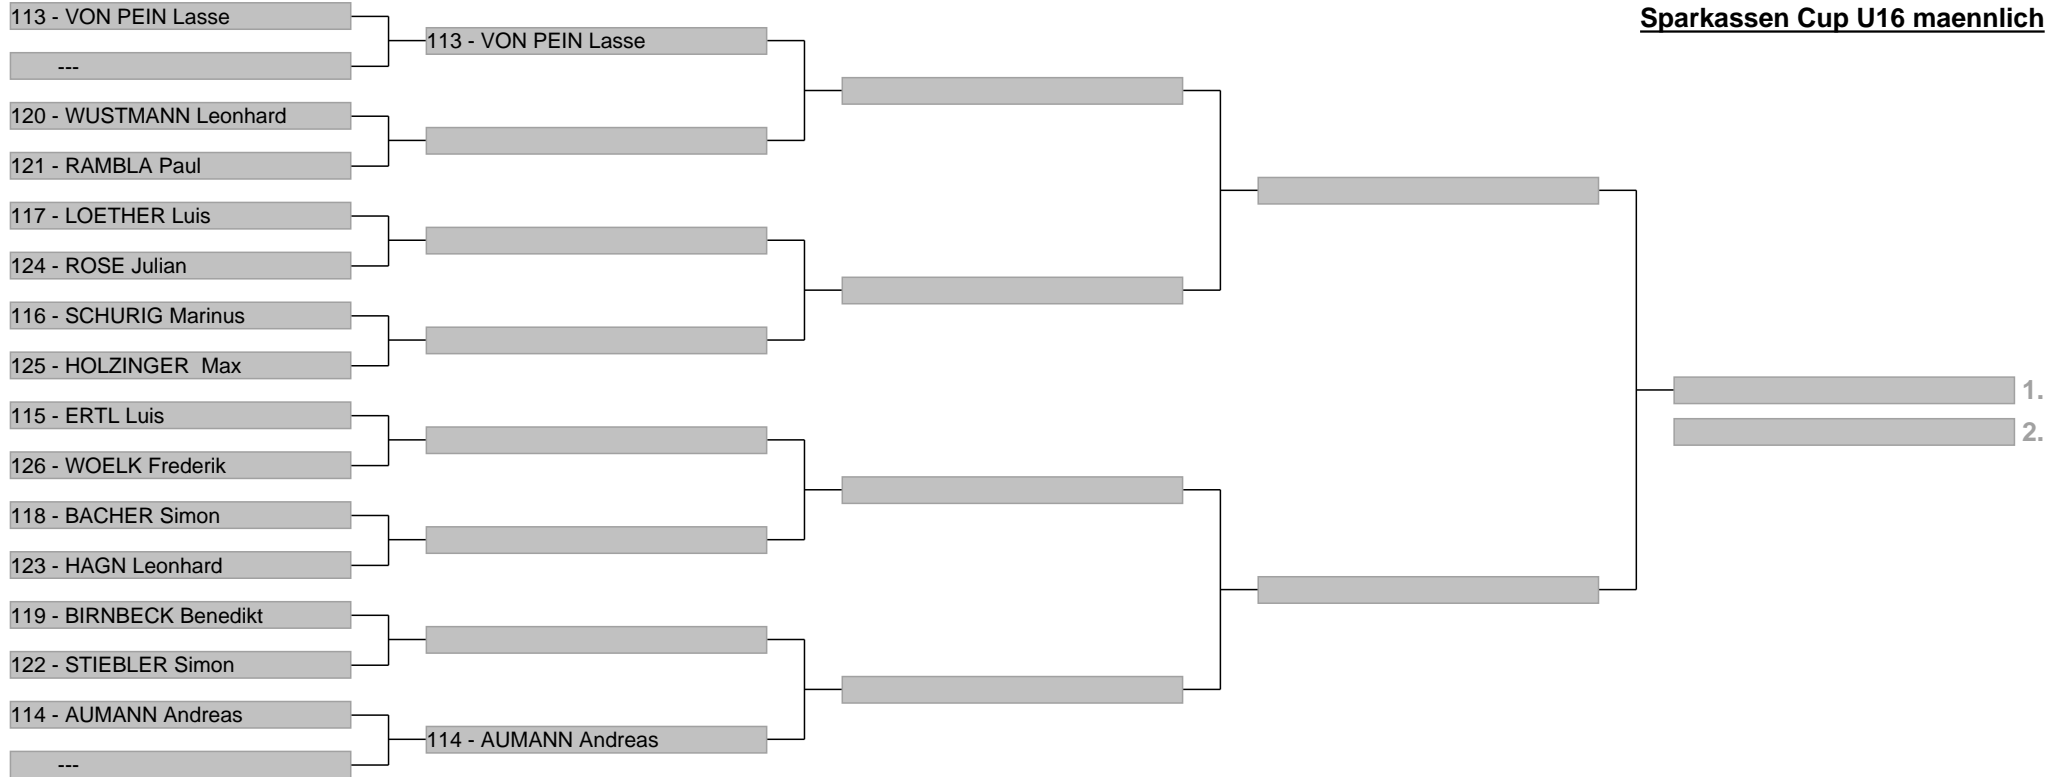 Sparkassen Cup U16 maennlich
113 - VON PEIN Lasse
---
120 - WUSTMANN Leonhard
121 - RAMBLA Paul
117 - LOETHER Luis
124 - ROSE Julian
116 - SCHURIG Marinus
125 - HOLZINGER  Max
115 - ERTL Luis
126 - WOELK Frederik
118 - BACHER Simon
123 - HAGN Leonhard
119 - BIRNBECK Benedikt
122 - STIEBLER Simon
114 - AUMANN Andreas
---
113 - VON PEIN Lasse
114 - AUMANN Andreas
1.
2.